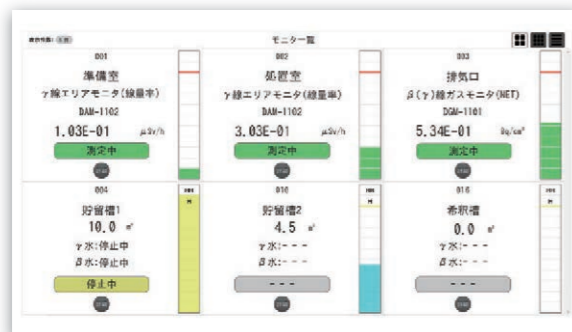 モニター覧
001
準備室
γ線エリアモニタ(線量率)
DAM-1102
1.03E-01 μSv/h
測定中
002
処置室
γ線エリアモニタ(線量率)
DAM-1102
3.03E-01 μSv/h
測定中
003
排気口
β(γ)線ガスモニタ(NET)
DGM-1101
5.34E-01 Bq/cm³
測定中
004
貯留槽1
10.0 m³
γ水:停止中
β水:停止中
停止中
HH
H
010
貯留槽2
4.5 m³
γ水:- - -
β水:- - -
- - -
HH
H
016
希釈槽
0.0 m³
γ水:- - -
β水:- - -
- - -
HH
H